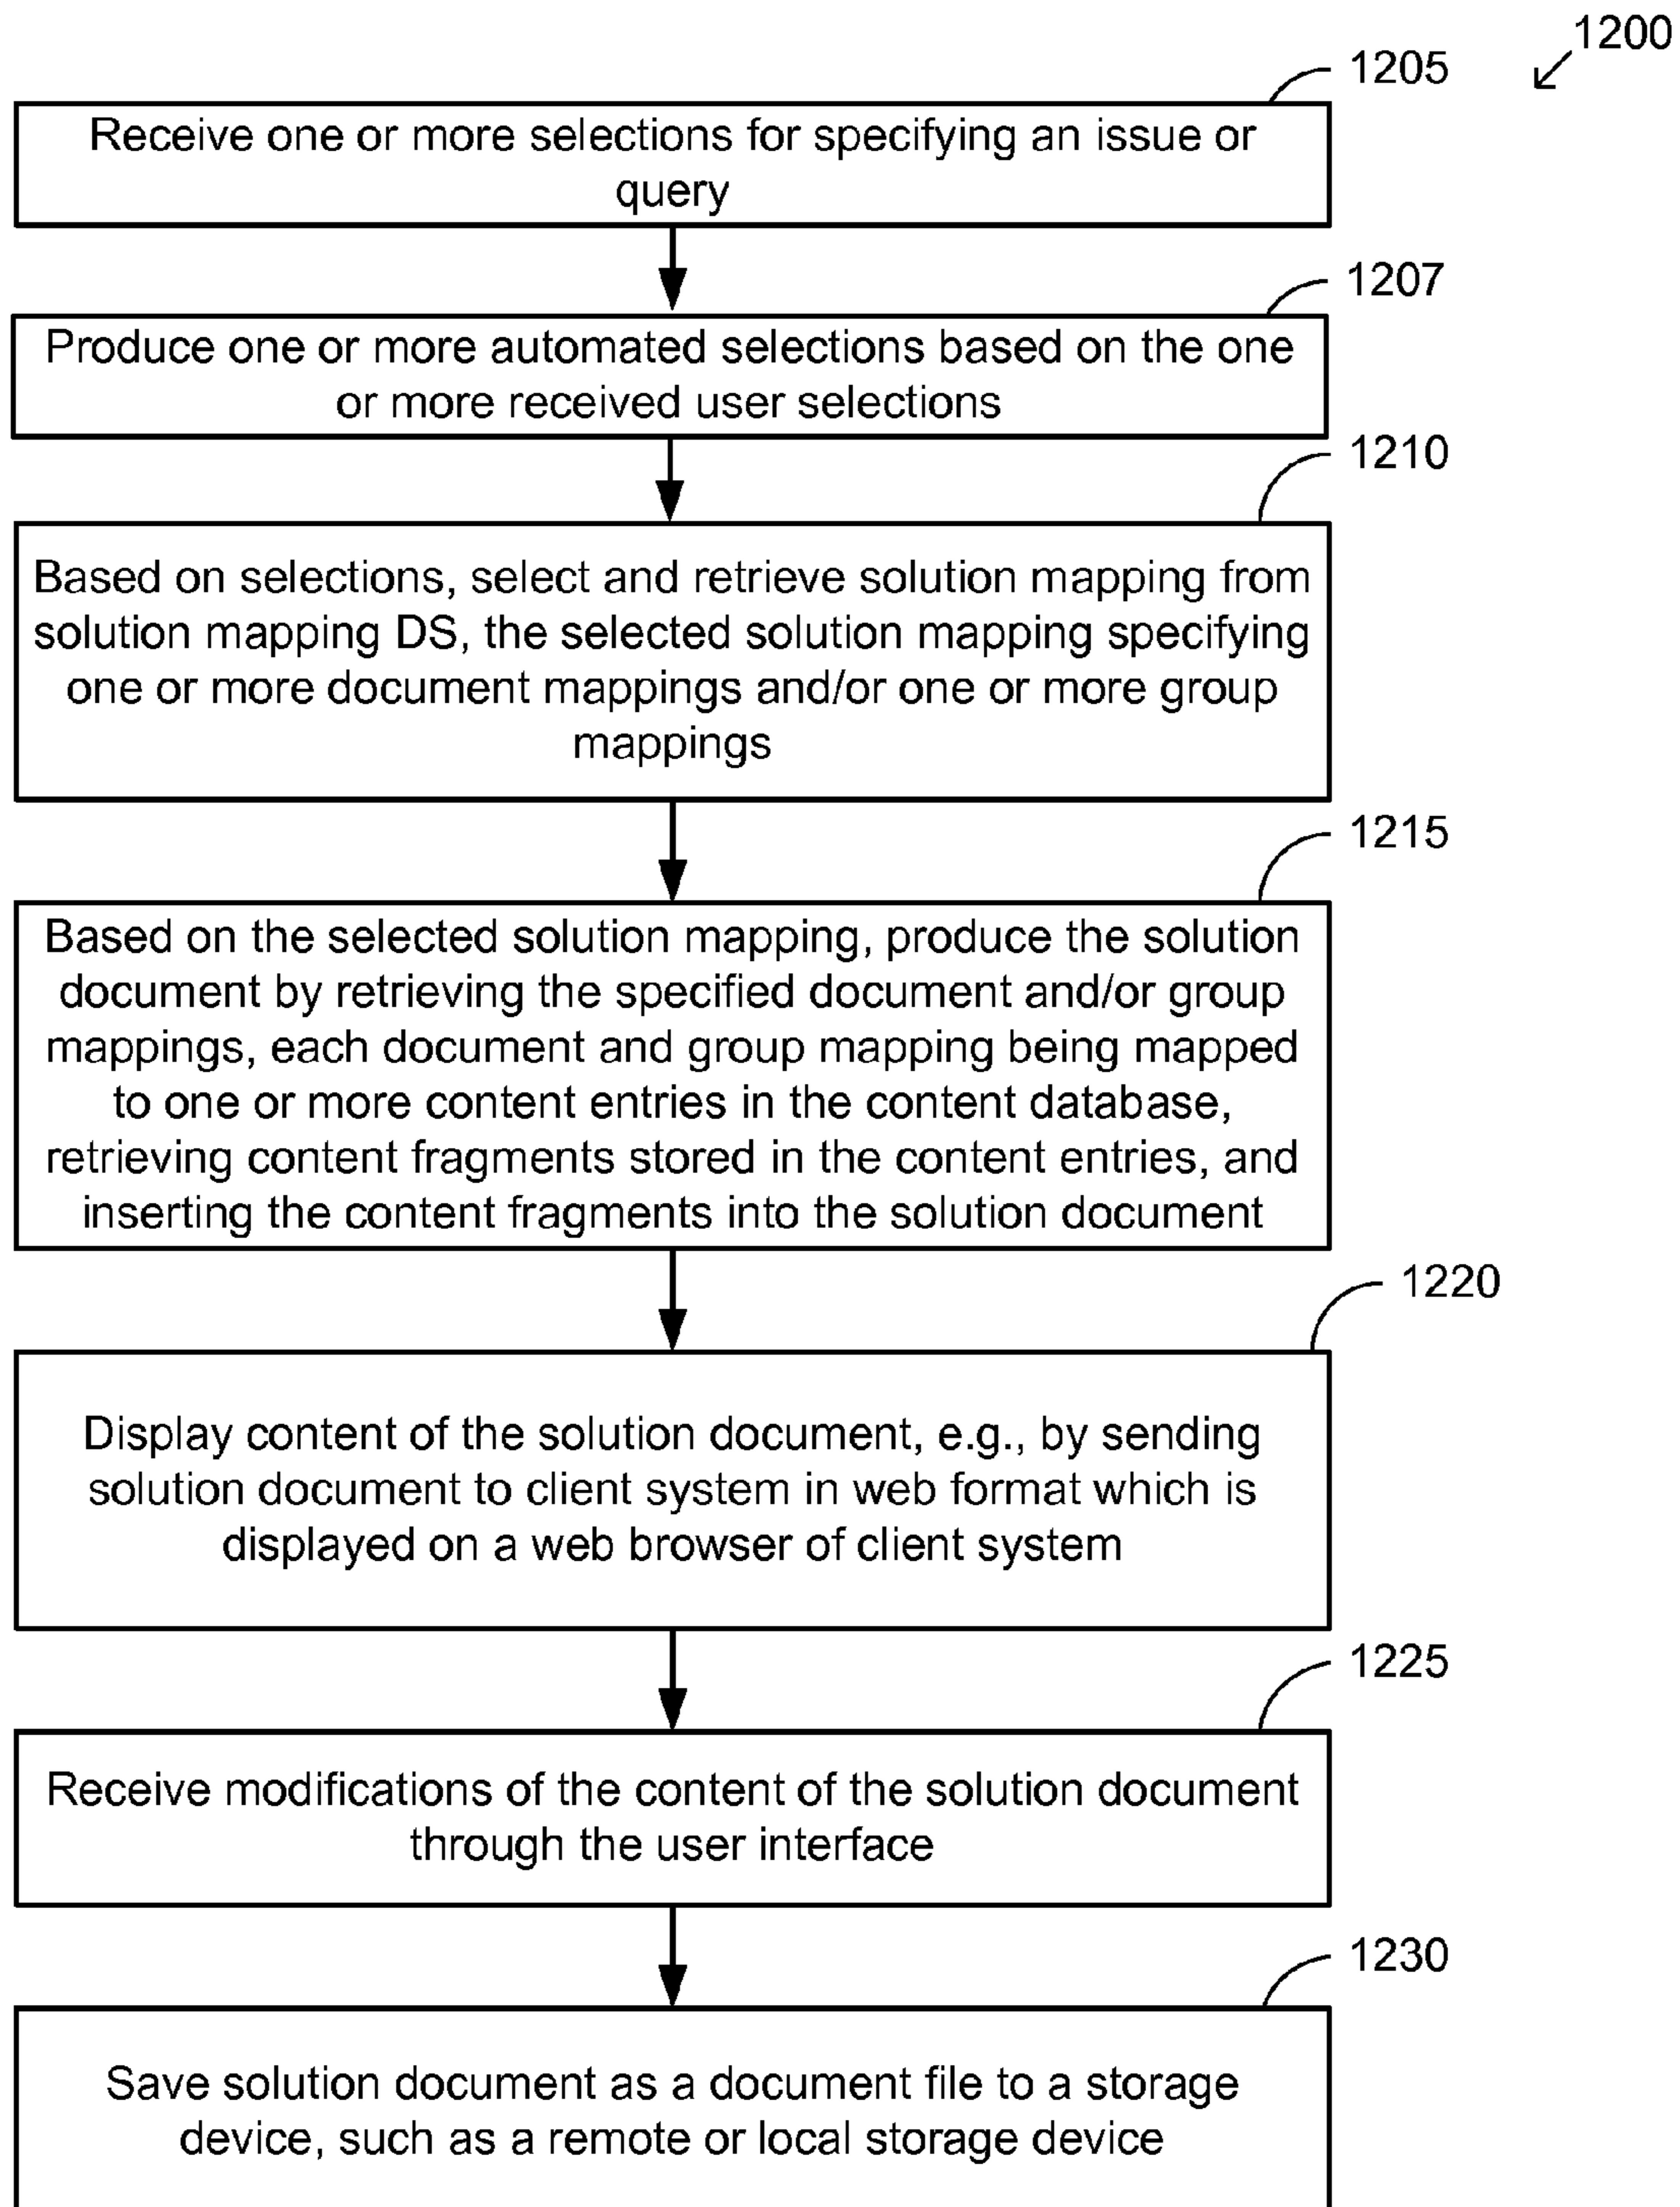 1200
1205
Receive one or more selections for specifying an issue or
query
1207
Produce one or more automated selections based on the one
or more received user selections
1210
Based on selections, select and retrieve solution mapping from
solution mapping DS, the selected solution mapping specifying
one or more document mappings and/or one or more group
mappings
1215
Based on the selected solution mapping, produce the solution
document by retrieving the specified document and/or group
mappings, each document and group mapping being mapped
to one or more content entries in the content database,
retrieving content fragments stored in the content entries, and
inserting the content fragments into the solution document
1220
Display content of the solution document, e.g., by sending
solution document to client system in web format which is
displayed on a web browser of client system
1225
Receive modifications of the content of the solution document
through the user interface
1230
Save solution document as a document file to a storage
device, such as a remote or local storage device